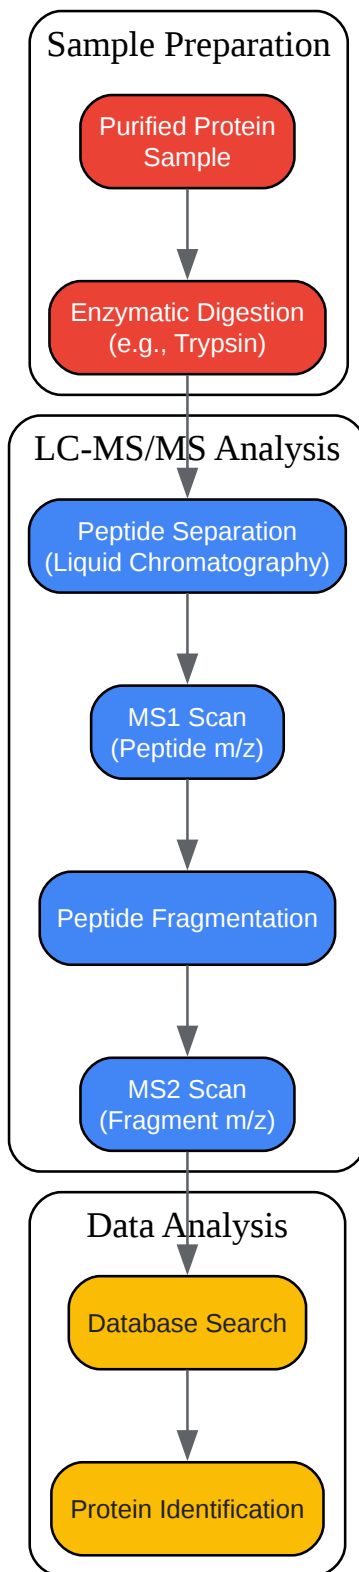 Sample Preparation
Purified Protein
Sample
Enzymatic Digestion
(e.g., Trypsin)
LC-MS/MS Analysis
Peptide Separation
(Liquid Chromatography)
MS1 Scan
(Peptide m/z)
Peptide Fragmentation
MS2 Scan
(Fragment m/z)
Data Analysis
Database Search
Protein Identification